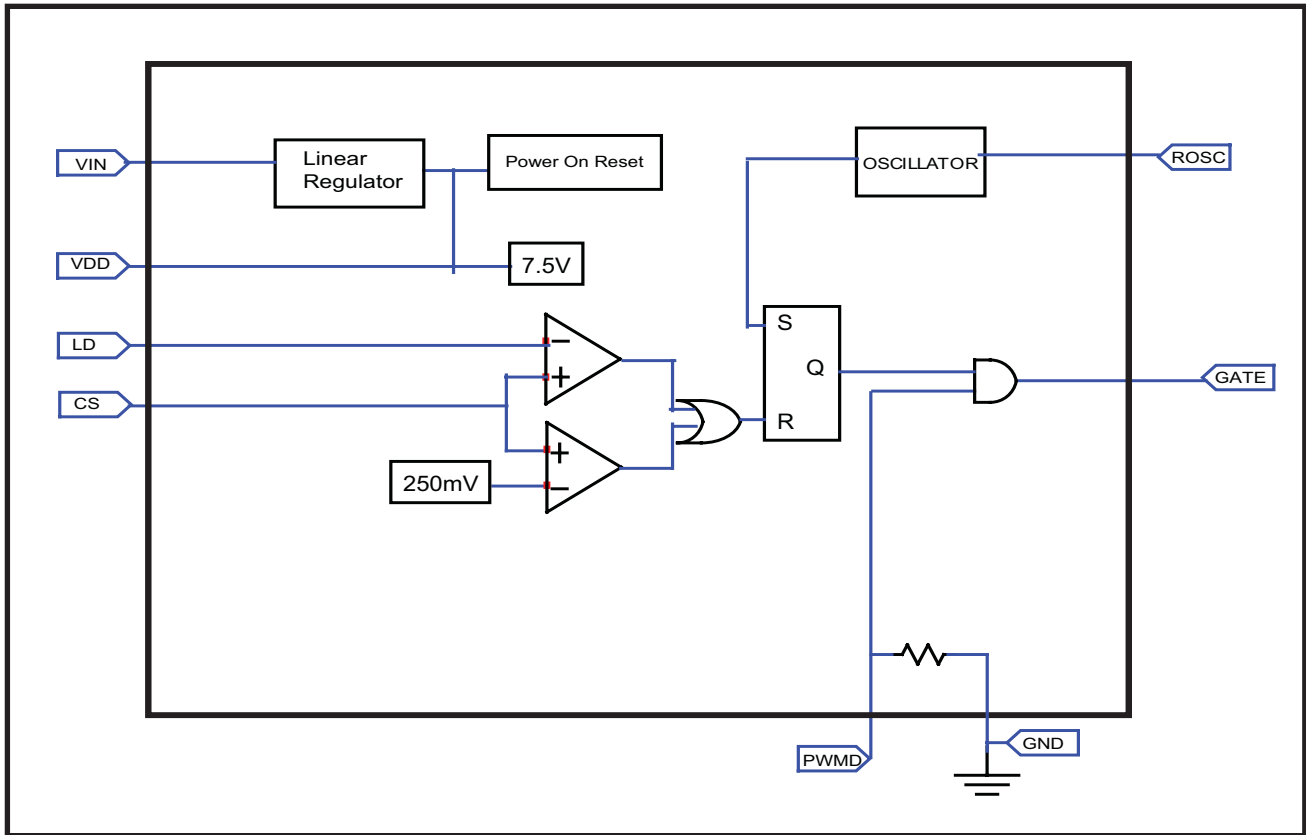 VIN
Linear
Regulator
Power On Reset
OSCILLATOR
ROSC
VDD
7.5V
LD
CS
−
+
+
−
250mV
S
Q
R
GATE
PWMD
GND